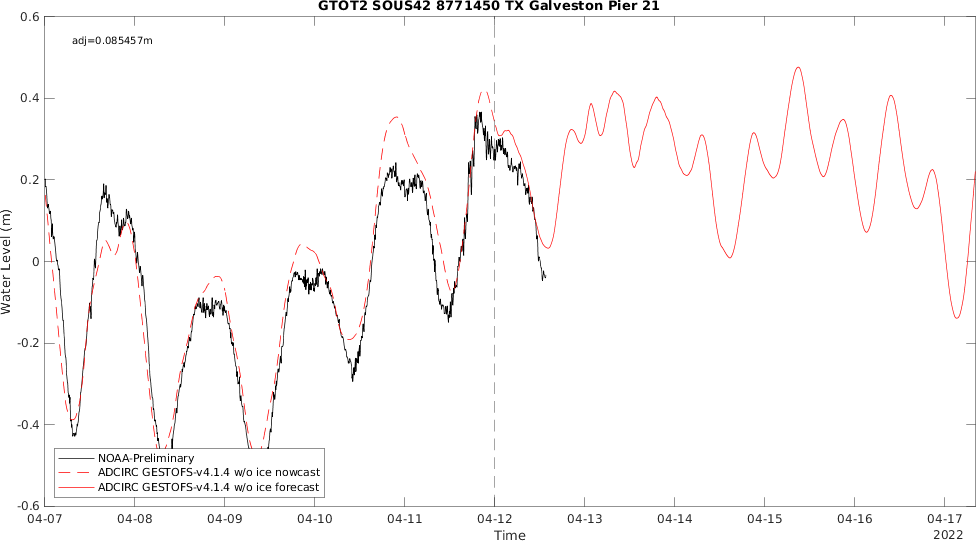 GTOT2 SOUS42 8771450 TX Galveston Pier 21
adj=0.085457m
0.6
0.4
0.2
0
-0.2
-0.4
-0.6
Water Level (m)
NOAA-Preliminary
ADCIRC GESTOFS-v4.1.4 w/o ice nowcast
ADCIRC GESTOFS-v4.1.4 w/o ice forecast
04-07 04-08 04-09 04-10 04-11 04-12 04-13 04-14 04-15 04-16 04-17
Time 2022